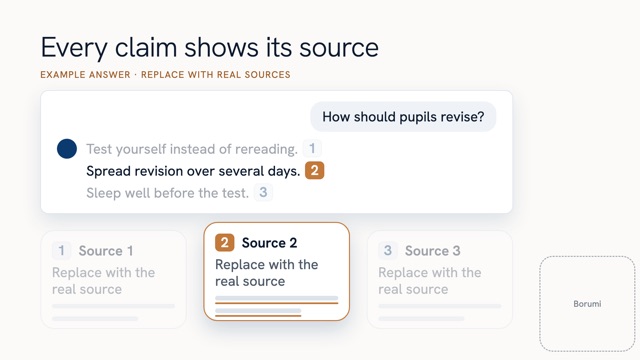 Every claim shows its source
EXAMPLE ANSWER · REPLACE WITH REAL SOURCES
How should pupils revise?
Test yourself instead of rereading. 1
Spread revision over several days. 2
Sleep well before the test. 3
1 Source 1
Replace with the
real source
2 Source 2
Replace with the
real source
3 Source 3
Replace with the
real source
Borumi